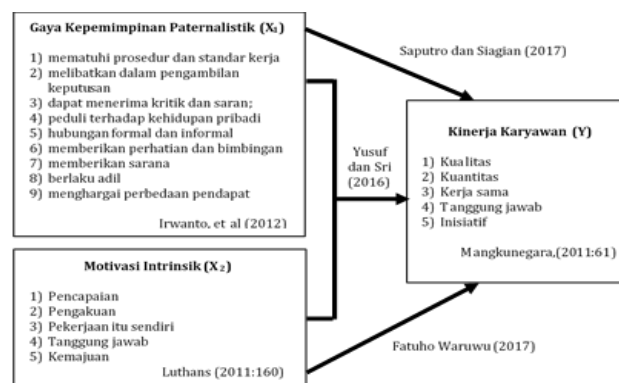 Gaya Kepemimpinan Paternalistik (X₁)
1) mematuhi prosedur dan standar kerja
2) melibatkan dalam pengambilan
keputusan
3) dapat menerima kritik dan saran;
4) peduli terhadap kehidupan pribadi
5) hubungan formal dan informal
6) memberikan perhatian dan bimbingan
7) memberikan sarana
8) berlaku adil
9) menghargai perbedaan pendapat
Irwanto, et al (2012)
Motivasi Intrinsik (X₂)
1) Pencapaian
2) Pengakuan
3) Pekerjaan itu sendiri
4) Tanggung jawab
5) Kemajuan
Luthans (2011:160)
Saputro dan Siagian (2017)
Yusuf
dan Sri
(2016)
Fatuho Waruwu (2017)
Kinerja Karyawan (Y)
1) Kualitas
2) Kuantitas
3) Kerja sama
4) Tanggung jawab
5) Inisiatif
Mangkunegara,(2011:61)